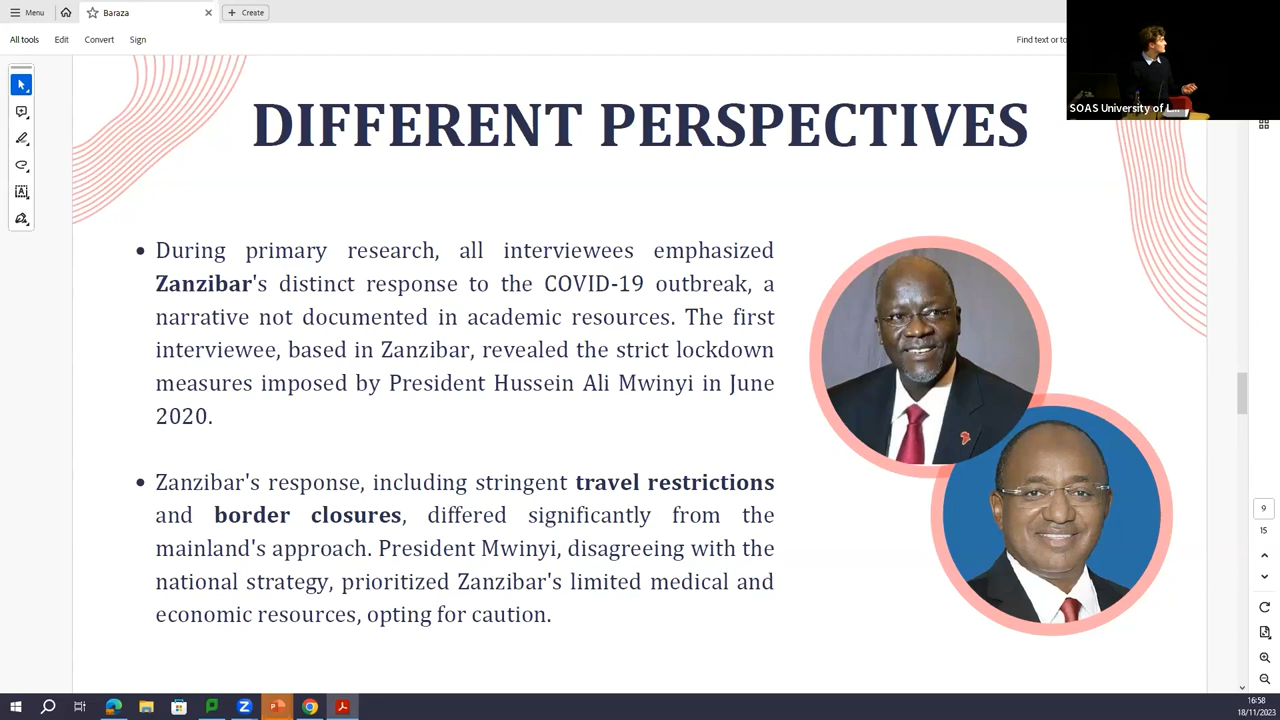 Menu
Baraza
Create
All tools
Edit
Convert
Sign
Find text or to
SOAS University of L...
DIFFERENT PERSPECTIVES
• During primary research, all interviewees emphasized
Zanzibar's distinct response to the COVID-19 outbreak, a
narrative not documented in academic resources. The first
interviewee, based in Zanzibar, revealed the strict lockdown
measures imposed by President Hussein Ali Mwinyi in June
2020.
• Zanzibar's response, including stringent travel restrictions
and border closures, differed significantly from the
mainland's approach. President Mwinyi, disagreeing with the
national strategy, prioritized Zanzibar's limited medical and
economic resources, opting for caution.
9
15
16:58
18/11/2023